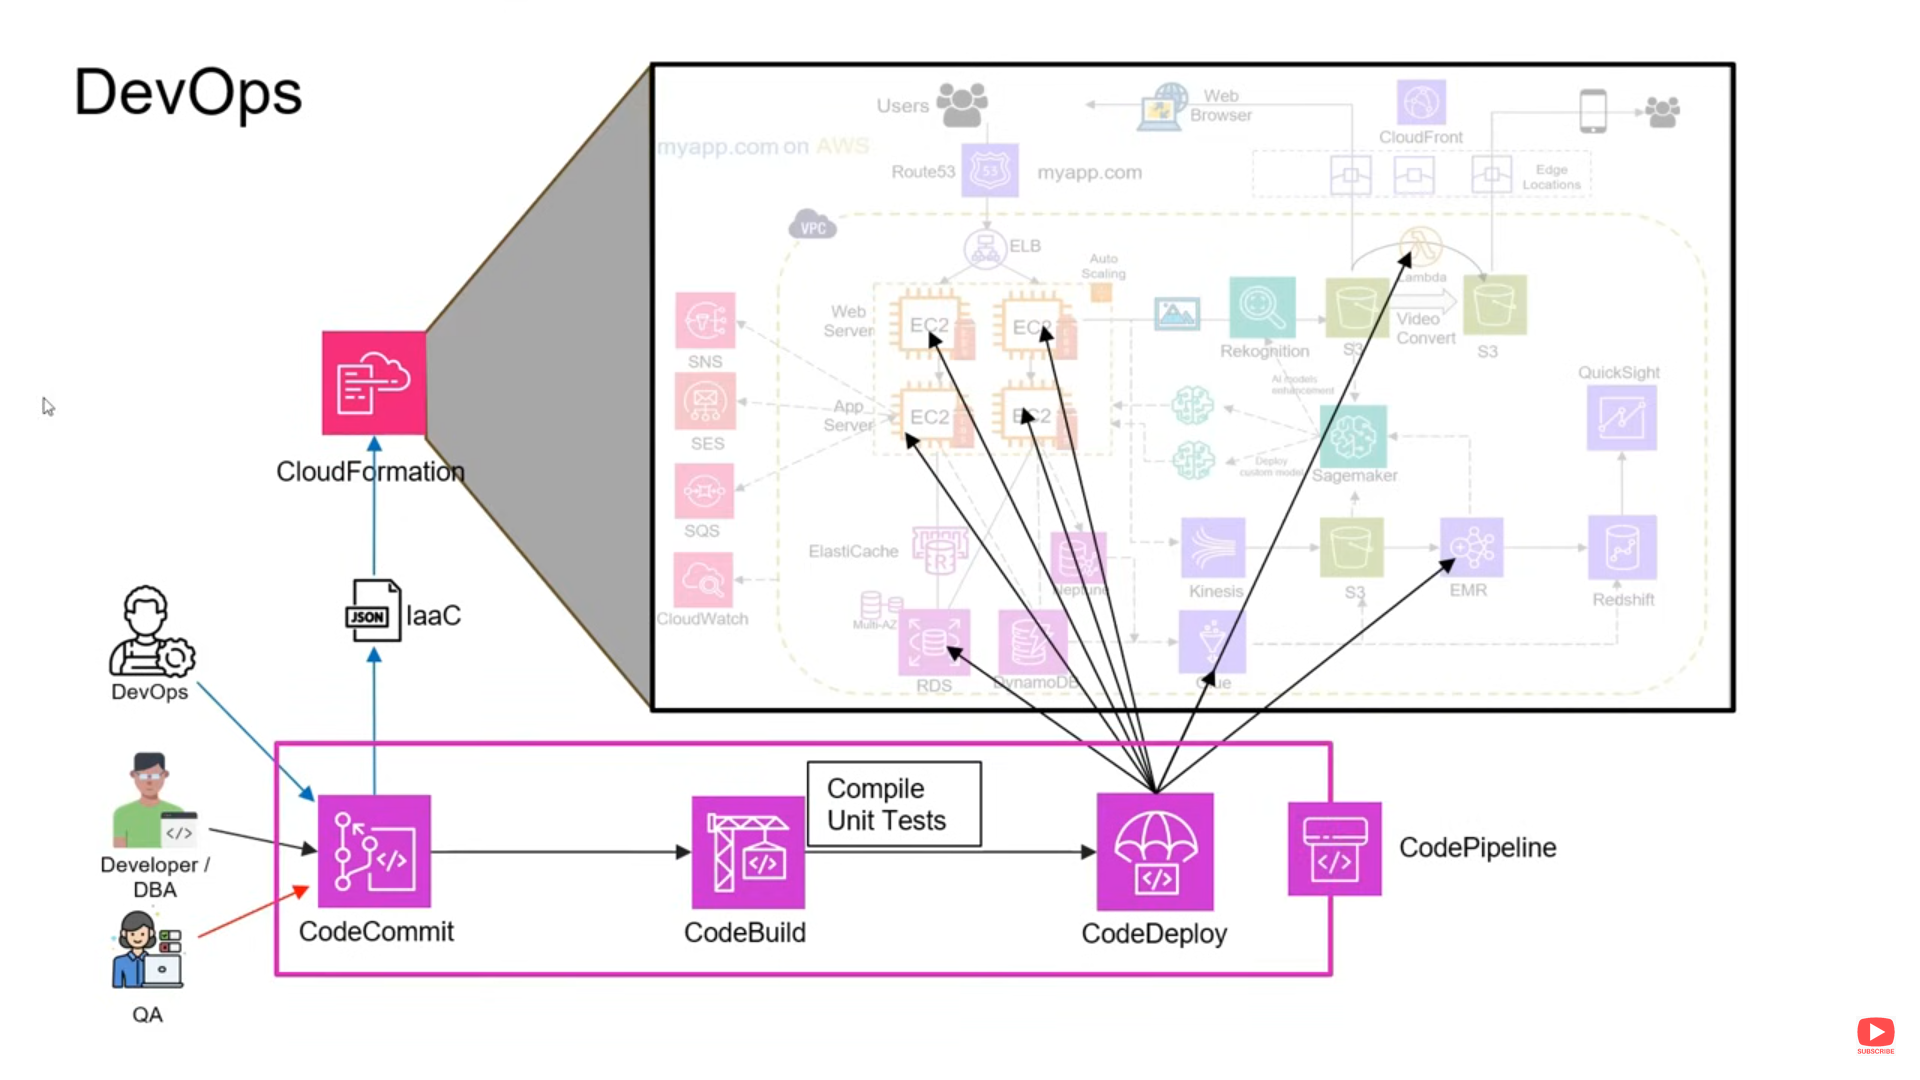 DevOps
Users
Web
Browser
CloudFront
myapp.com on AWS
Route53
53
myapp.com
Edge
Locations
VPC
ELB
Auto
Scaling
Lambda
Web
Server
EC2
EC2
SNS
Rekognition
S3
Video
Convert
S3
QuickSight
AI models
enhancement
App
Server
EC2
EC2
SES
CloudFormation
Deploy
custom model
Sagemaker
SQS
ElastiCache
R
Neptune
Kinesis
S3
EMR
Redshift
CloudWatch
Multi-AZ
JSON
IaaC
RDS
DynamoDB
Glue
DevOps
Compile
Unit Tests
</>
Developer /
DBA
</>
</>
</>
</>
CodePipeline
CodeCommit
CodeBuild
CodeDeploy
QA
SUBSCRIBE